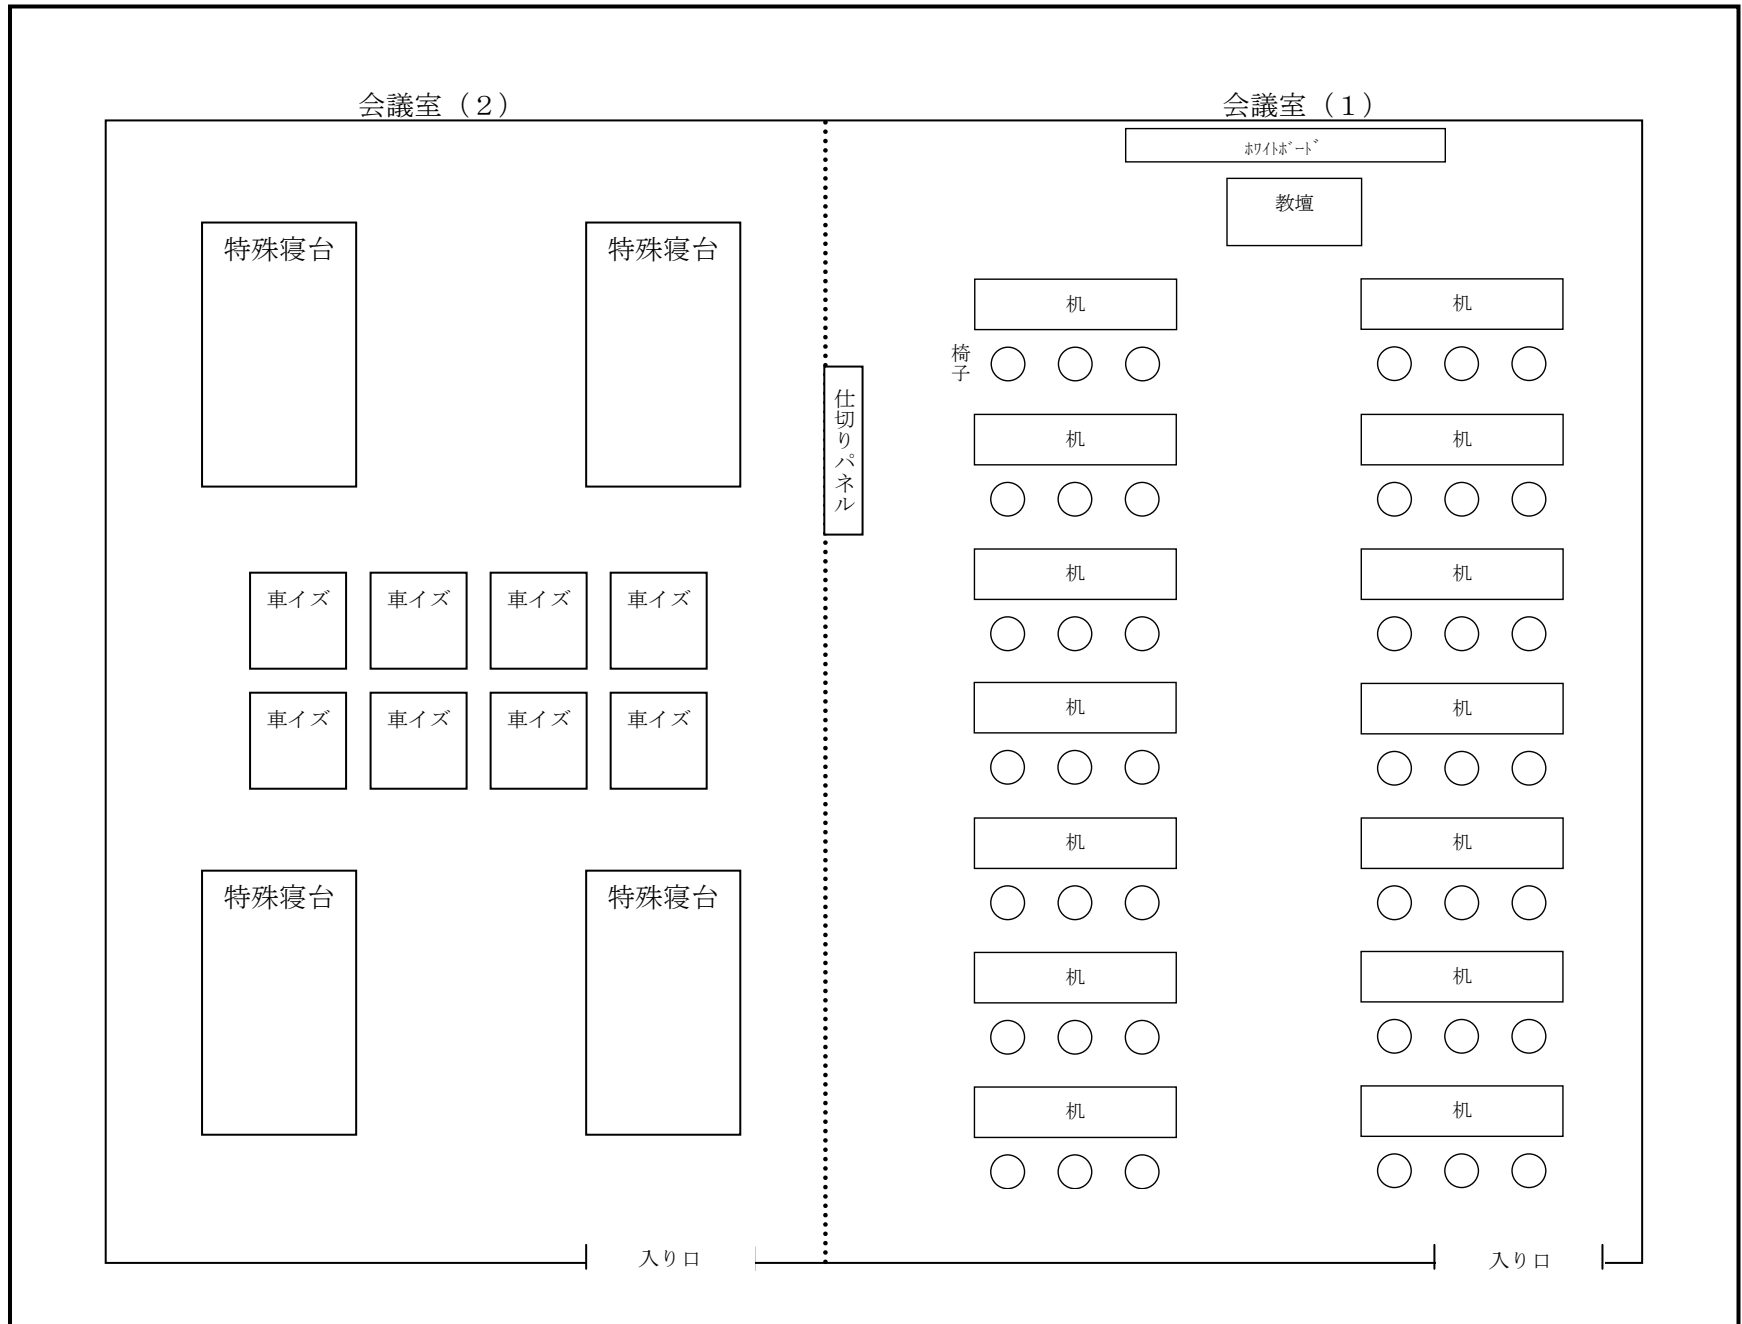 会議室（２）
会議室（１）
ﾎﾜｲﾄﾎﾞｰﾄﾞ
教壇
特殊寝台
特殊寝台
机
机
椅子
仕切りパネル
机
机
机
机
車イズ
車イズ
車イズ
車イズ
机
机
車イズ
車イズ
車イズ
車イズ
机
机
特殊寝台
特殊寝台
机
机
机
机
入り口
入り口